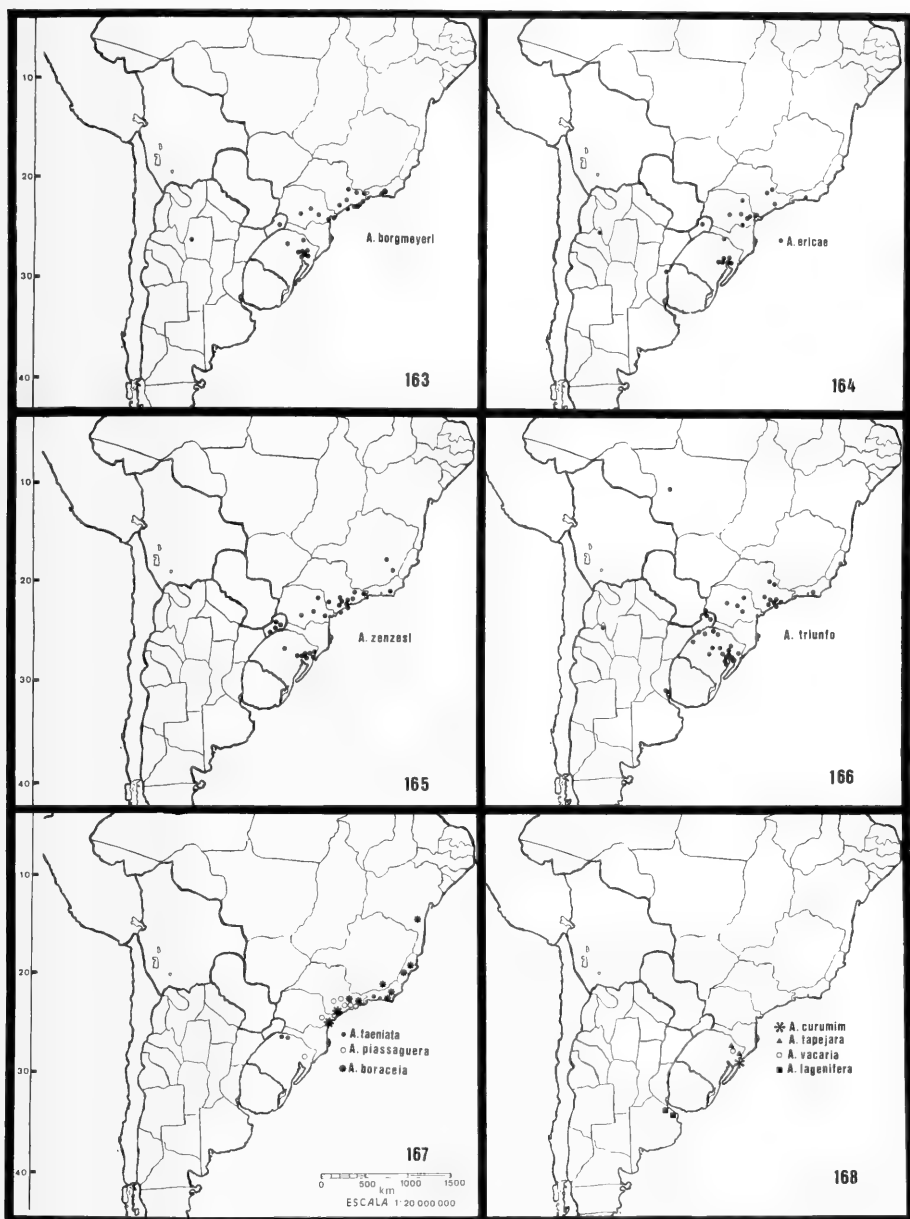 10
20
30
40
A. borgmeyeri
163
A. ericae
164
10
20
30
40
A. zenzesi
165
A. triunfo
166
10
20
30
40
A. taeniata
A. piassaguera
A. boraceia
167
0 500 1000 1500
km
ESCALA 1:20 000 000
A. curumim
A. tapejara
A. vacaria
A. lagenifera
168